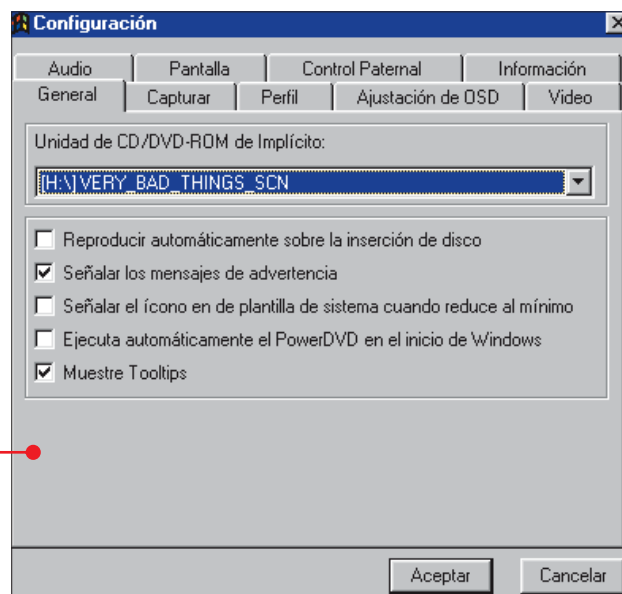 Configuración
Audio Pantalla Control Paternal Información
General Capturar Perfil Ajustación de OSD Video
Unidad de CD/DVD-ROM de Implícito:
[H:\] VERY_BAD_THINGS_SCN
Reproducir automáticamente sobre la inserción de disco
Señalar los mensajes de advertencia
Señalar el ícono en de plantilla de sistema cuando reduce al mínimo
Ejecuta automáticamente el PowerDVD en el inicio de Windows
Muestre Tooltips
Aceptar Cancelar